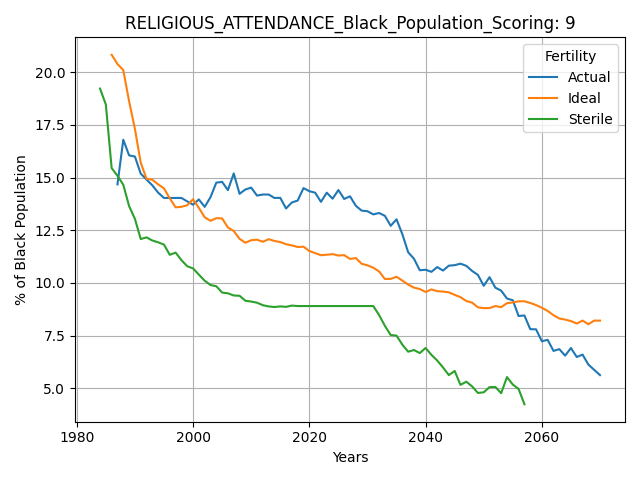 RELIGIOUS_ATTENDANCE_Black_Population_Scoring: 9
Fertility
Actual
Ideal
Sterile
% of Black Population
20.0
17.5
15.0
12.5
10.0
7.5
5.0
1980 2000 2020 2040 2060
Years